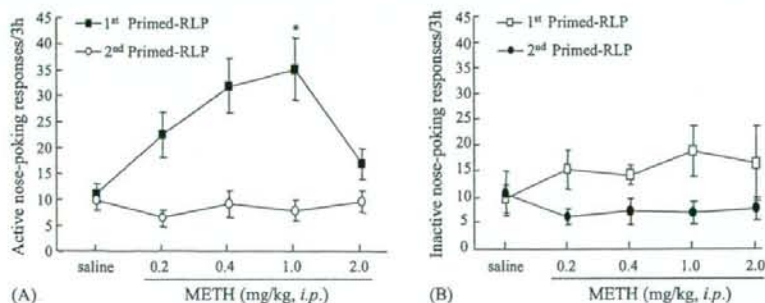 Active nose-poking responses/3h
45
40
35
30
25
20
15
10
5
1st Primed-RLP
2nd Primed-RLP
*
saline
0.2
0.4
1.0
2.0
METH (mg/kg, i.p.)
(A)
Inactive nose-poking responses/3h
45
40
35
30
25
20
15
10
5
1st Primed-RLP
2nd Primed-RLP
saline
0.2
0.4
1.0
2.0
METH (mg/kg, i.p.)
(B)